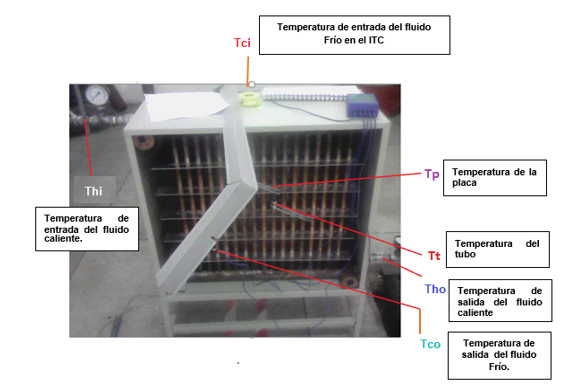 Temperatura de entrada del fluido
Frío en el ITC
Tci
Thi
Temperatura de
entrada del fluido
caliente.
Tp
Temperatura de la
placa
Tt
Temperatura del
tubo
Tho
Temperatura de
salida del fluido
caliente
Tco
Temperatura de
salida del fluido
Frío.